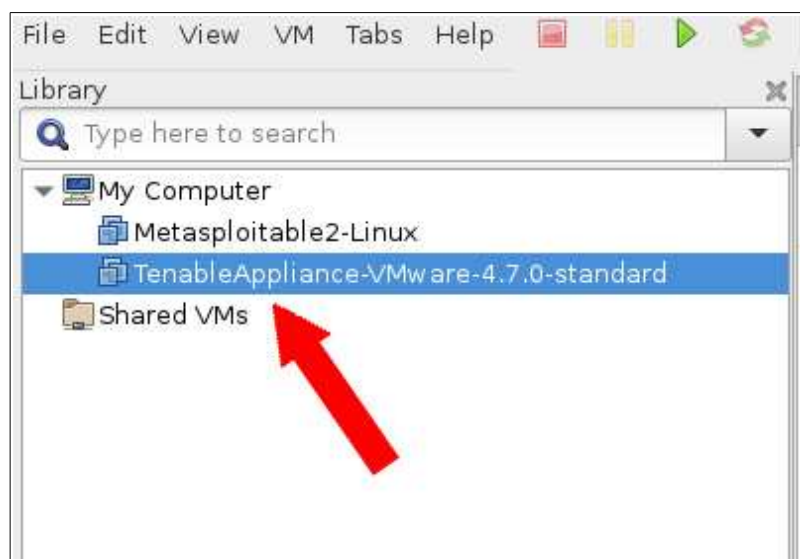 File Edit View VM Tabs Help
Library
Type here to search
My Computer
Metasploitable2-Linux
TenableAppliance-VMware-4.7.0-standard
Shared VMs